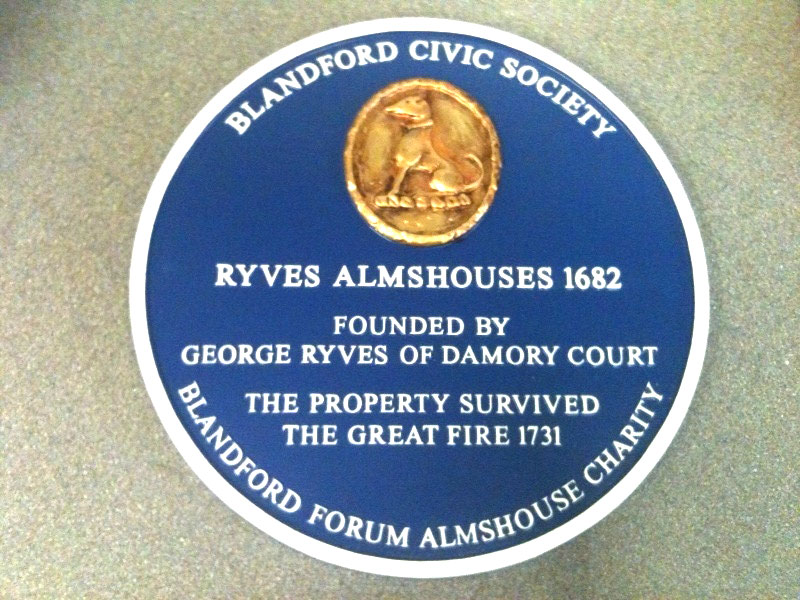 BLANDFORD CIVIC SOCIETY
RYVES ALMSHOUSES 1682
FOUNDED BY
GEORGE RYVES OF DAMORY COURT
THE PROPERTY SURVIVED
THE GREAT FIRE 1731
BLANDFORD FORUM ALMSHOUSE CHARITY